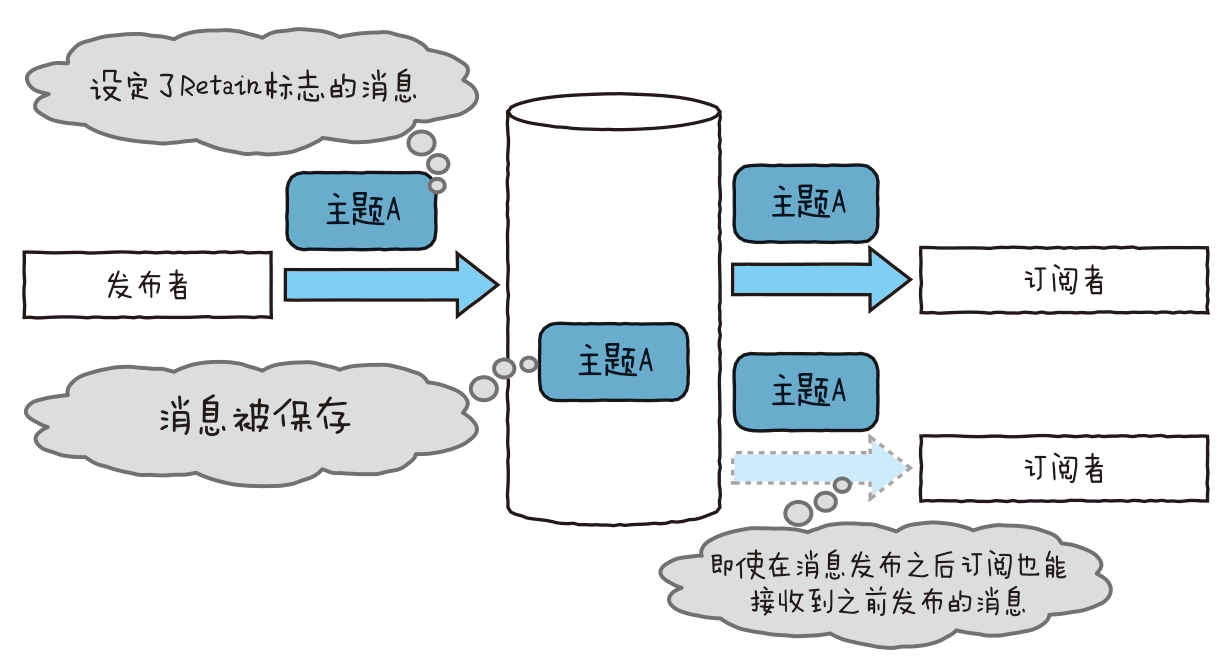 设定了Retain标志的消息
主题A
主题A
发布者
订阅者
主题A
主题A
消息被保存
订阅者
即使在消息发布之后订阅也能
接收到之前发布的消息